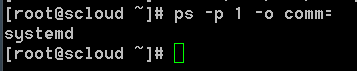 [root@scloud ~]# ps -p 1 -o comm=
systemd
[root@scloud ~]#